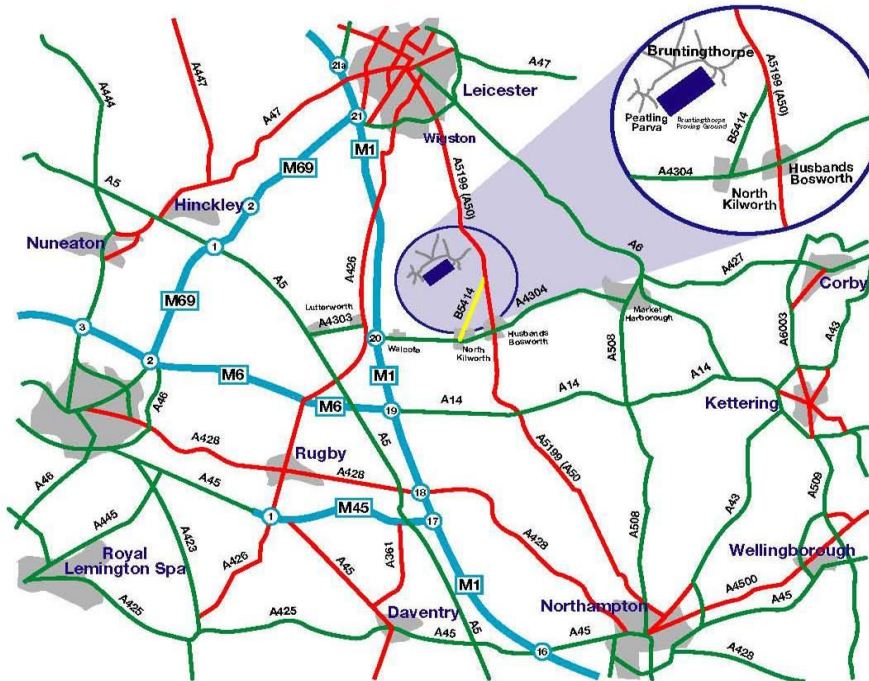 Bruntingthorpe
Peatling
Parva
Bruntingthorpe
Proving Ground
A5199 (A50)
B5414
A4304
North
Kilworth
Husbands
Bosworth
21a
A47
A447
A444
A47
Leicester
21
Wigston
M1
M69
A5
Hinckley
2
Nuneaton
1
A5199 (A50)
A426
A5
A6
A427
Corby
M69
B5414
A4304
Lutterworth
A4303
Market
Harborough
A6003
A43
3
20
Walcote
North
Kilworth
Husbands
Bosworth
A508
2
M6
M1
M6
19
A14
A14
A14
Kettering
A46
A428
A5
A5199 (A50
Rugby
A428
A46
A45
18
A509
M45
1
17
A43
A508
A445
A423
A428
Royal
Lemington Spa
A426
A45
A361
M1
Wellingborough
A4500
Northampton
A425
A425
Daventry
A45
A5
A45
A45
16
A428